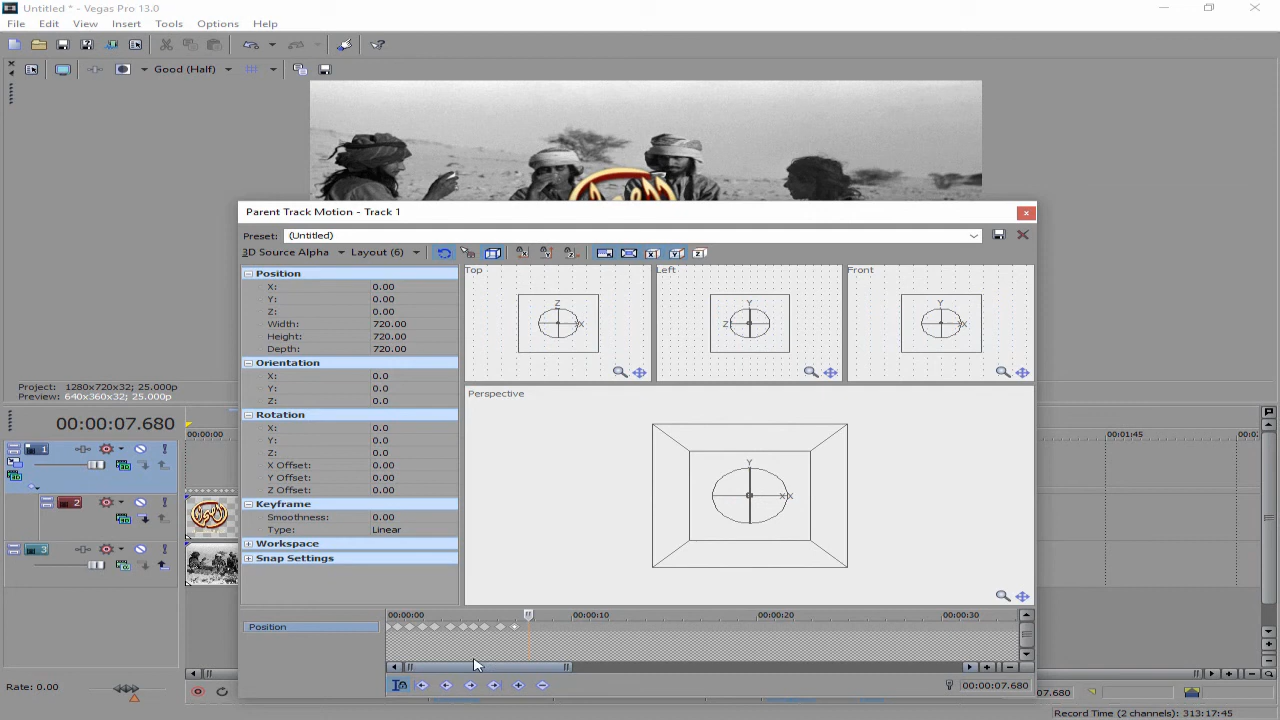 Untitled * - Vegas Pro 13.0
File Edit View Insert Tools Options Help
Good (Half)
Parent Track Motion - Track 1
Preset: (Untitled)
3D Source Alpha Layout (6)
Position
X: 0.00
Y: 0.00
Z: 0.00
Width: 720.00
Height: 720.00
Depth: 720.00
Orientation
X: 0.0
Y: 0.0
Z: 0.0
Rotation
X: 0.0
Y: 0.0
Z: 0.0
X Offset: 0.00
Y Offset: 0.00
Z Offset: 0.00
Keyframe
Smoothness: 0.00
Type: Linear
Workspace
Snap Settings
Top
Z
X
Left
Y
Z
Front
Y
X
Perspective
Y
X
00:00:00 00:00:10 00:00:20 00:00:30
Position
00:00:07.680
Project: 1280x720x32; 25.000p
Preview: 640x360x32; 25.000p
00:00:07.680
00:00:00
00:01:45
1
2
3
Rate: 0.00
Record Time (2 channels): 313:17:45